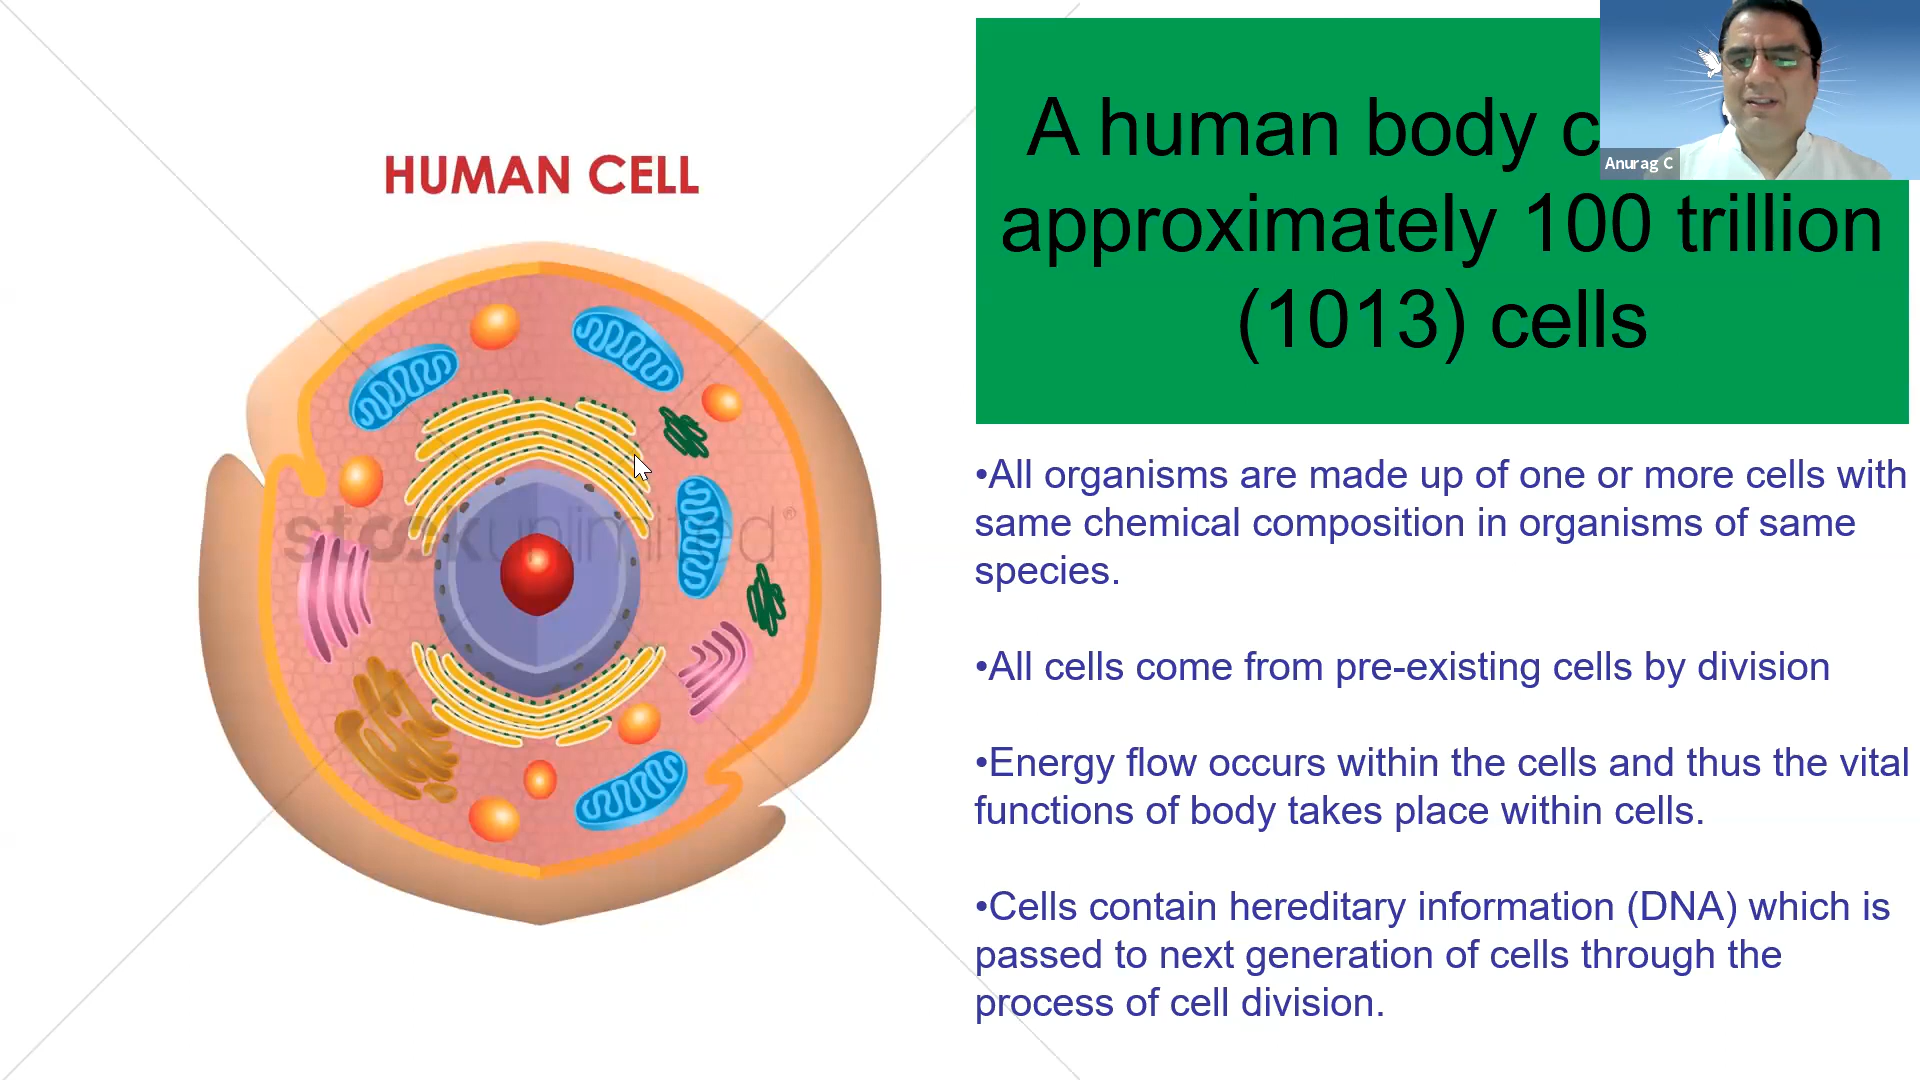 HUMAN CELL
stockunlimited®
A human body
approximately 100 trillion
(1013) cells
Anurag C
•All organisms are made up of one or more cells with
same chemical composition in organisms of same
species.
•All cells come from pre-existing cells by division
•Energy flow occurs within the cells and thus the vital
functions of body takes place within cells.
•Cells contain hereditary information (DNA) which is
passed to next generation of cells through the
process of cell division.